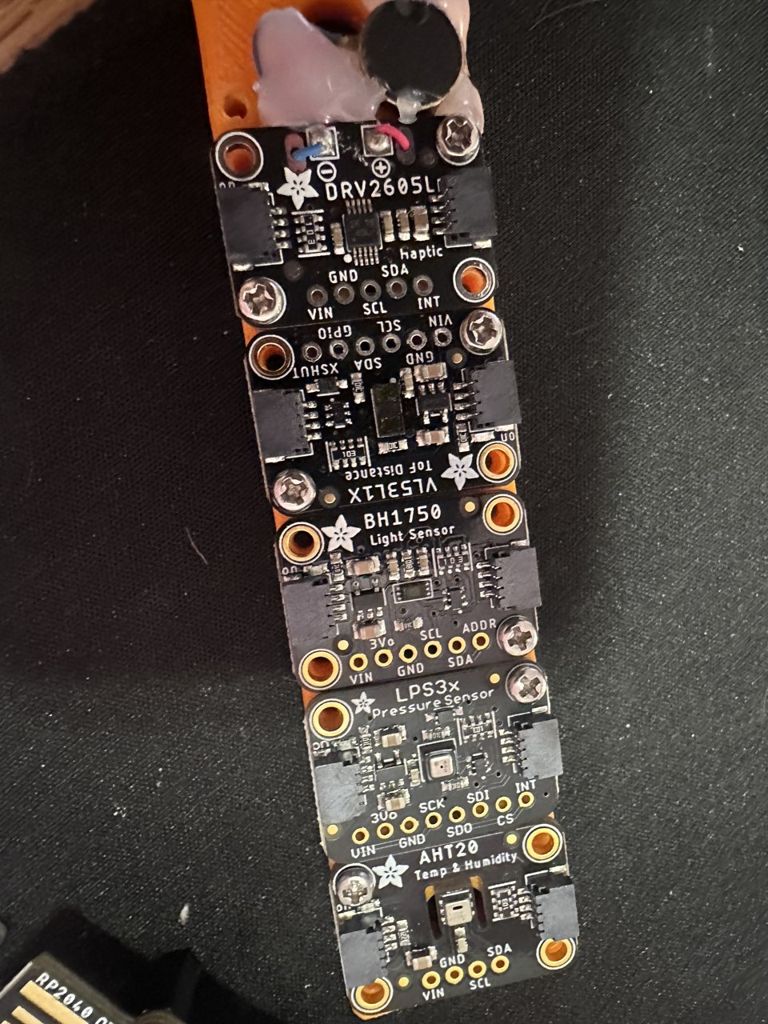 DRV2605L
haptic
GND SDA
VIN SCL INT
XSHUT GPIO SDA SCL GND VIN
ToF Distance
VL53L1X
BH1750
Light Sensor
3Vo SCL ADDR
VIN GND SDA
LPS3x
Pressure Sensor
3Vo SCK SDI INT
VIN GND SDO CS
AHT20
Temp & Humidity
GND SDA
VIN SCL
RP2040